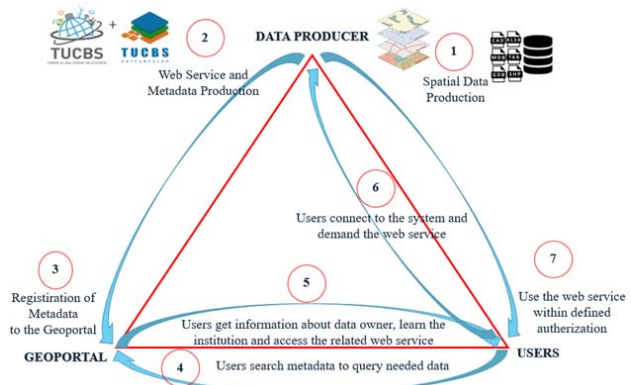 TUCBS
+
TUCBS
2
DATA PRODUCER
1
Web Service and
Metadata Production
Spatial Data
Production
6
Users connect to the system and
demand the web service
3
Registiration of
Metadata
to the Geoportal
5
7
Use the web service
within defined
autherization
Users get information about data owner, learn the
institution and access the related web service
GEOPORTAL
USERS
4
Users search metadata to query needed data